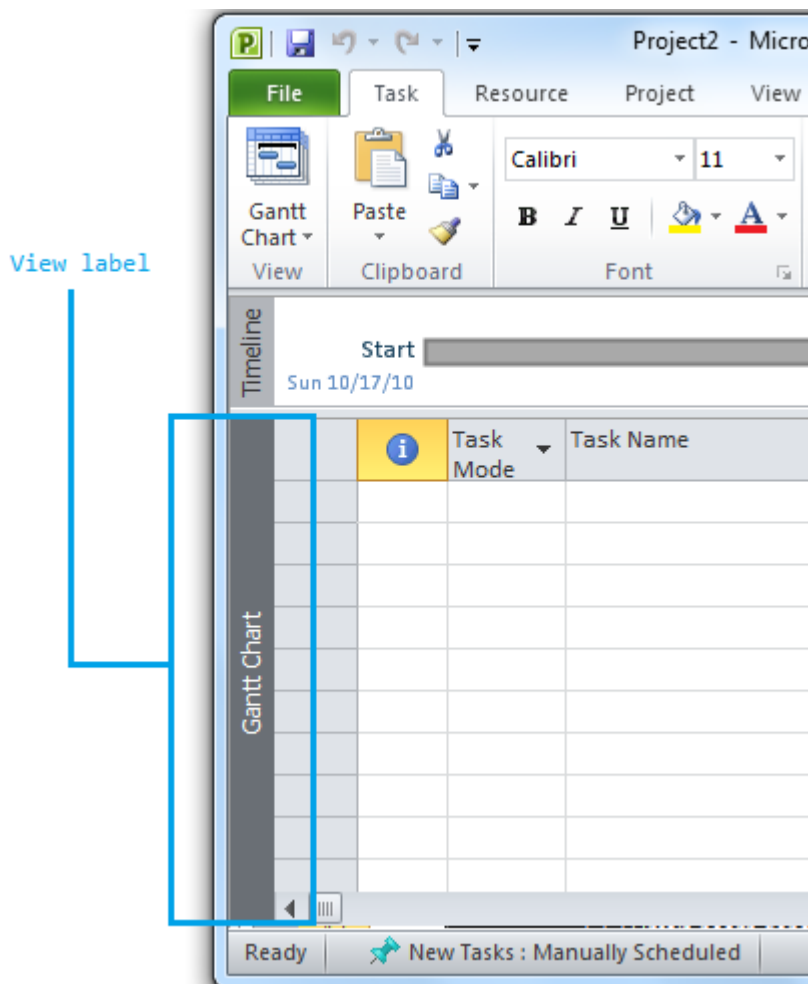 Project2 - Micro
File Task Resource Project View
Calibri 11
Gantt Chart
Paste
B I U A
View Clipboard Font
View label
Timeline
Start
Sun 10/17/10
Task Mode
Task Name
Gantt Chart
Ready New Tasks : Manually Scheduled